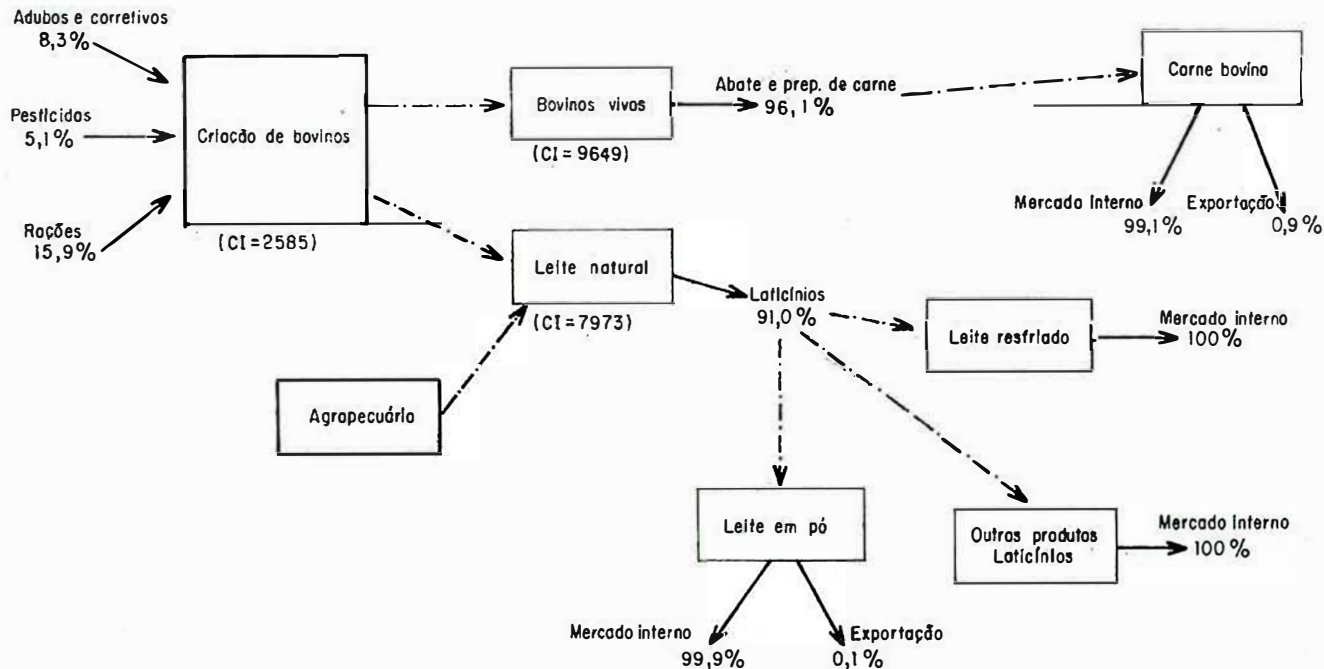 Adubos e corretivos
8,3%
Pesticidas
5,1%
Rações
15,9%
Criação de bovinos
(CI=2585)
Bovinos vivos
(CI=9649)
Abate e prep. de carne
96,1%
Carne bovina
Mercado Interno
99,1%
Exportação
0,9%
Leite natural
(CI=7973)
Agropecuária
Laticínios
91,0%
Leite resfriado
Mercado interno
100%
Leite em pó
Mercado interno
99,9%
Exportação
0,1%
Outros produtos
Laticínios
Mercado Interno
100%